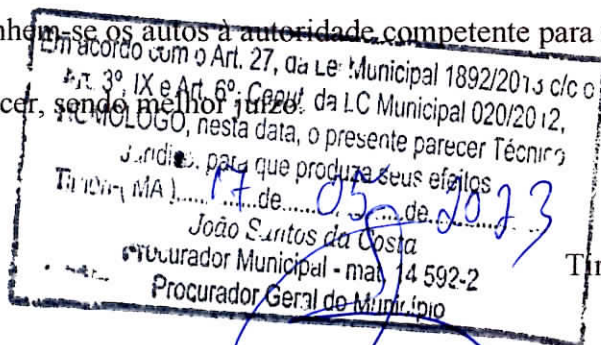 nhem-se os autos à autoridade competente para
Em acordo com o Art. 27, da Lei Municipal 1892/2013 c/c o
Art. 3º, IX e Art. 6º, Caput, da LC Municipal 020/2012,
cer, sendo melhor juízo.
HOMOLOGO, nesta data, o presente parecer Técnico
Jurídico, para que produza seus efeitos
Timon-( MA )...... 17 ..de....... 05 ......de...... 2023
João Santos da Costa
Procurador Municipal - mat. 14 592-2
Procurador Geral do Município
Tim